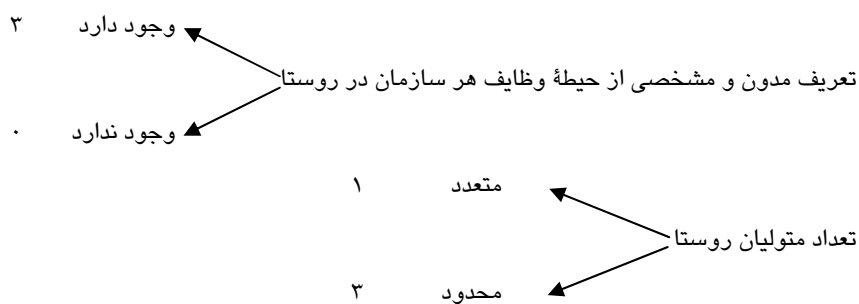 وجود دارد ۳
تعریف مدون و مشخصی از حیطۀ وظایف هر سازمان در روستا
وجود ندارد ۰
متعدد ۱
تعداد متولیان روستا
محدود ۳